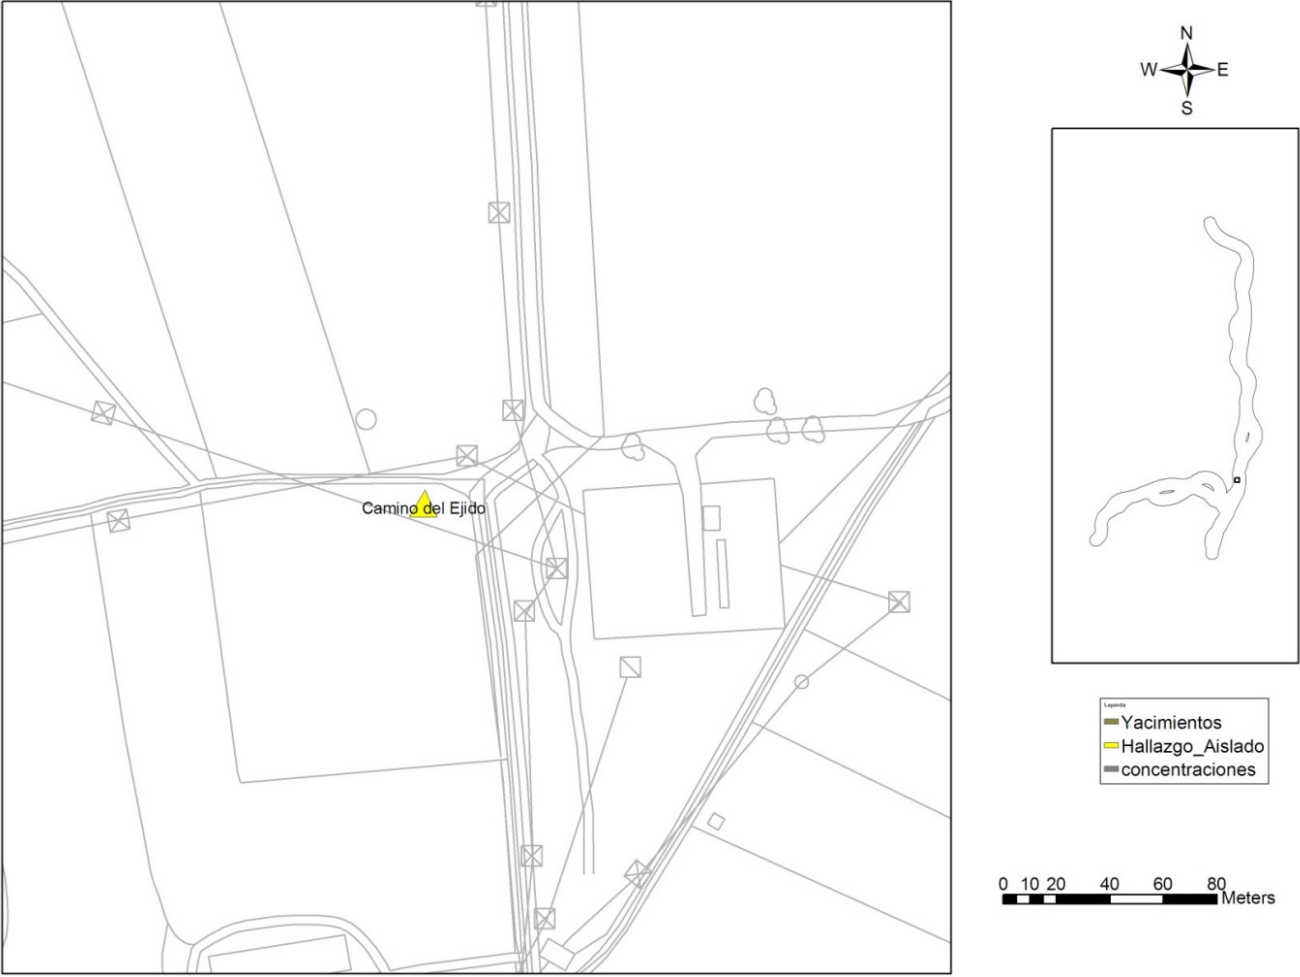 N
W E
S
Camino del Ejido
Leyenda
Yacimientos
Hallazgo_Aislado
concentraciones
0 10 20 40 60 80
Meters